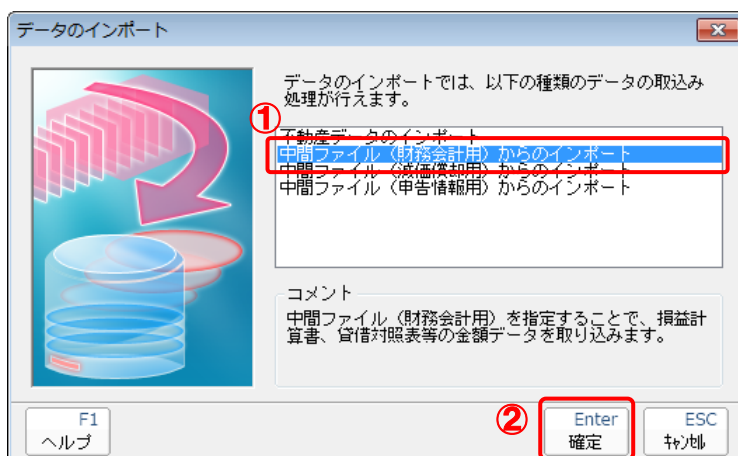 データのインポート
データのインポートでは、以下の種類のデータの取込み
処理が行えます。
①
不動産データのインポート
中間ファイル（財務会計用）からのインポート
中間ファイル（減価償却用）からのインポート
中間ファイル（申告情報用）からのインポート
コメント
中間ファイル（財務会計用）を指定することで、損益計
算書、貸借対照表等の金額データを取り込みます。
F1
ヘルプ
②
Enter
確定
ESC
ｷｬﾝｾﾙ